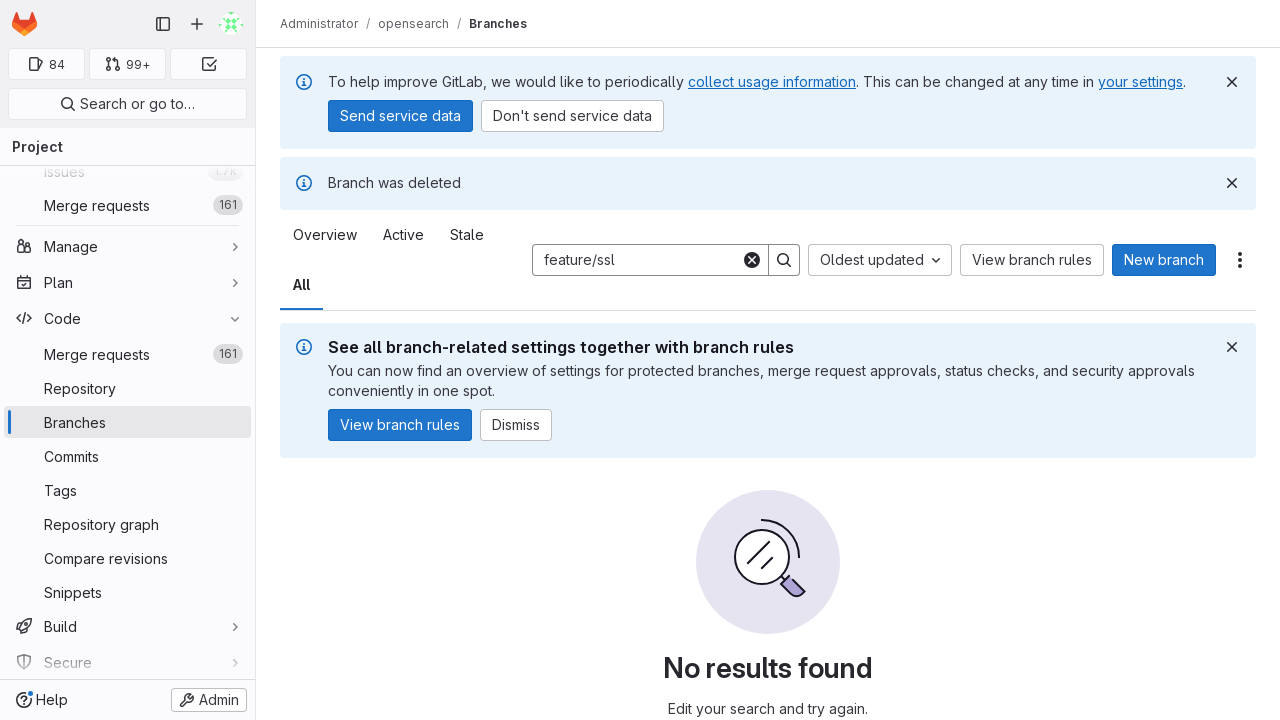 Administrator / opensearch / Branches
84
99+
Search or go to…
Project
Issues 1.7k
Merge requests 161
Manage
Plan
Code
Merge requests 161
Repository
Branches
Commits
Tags
Repository graph
Compare revisions
Snippets
Build
Secure
Help
Admin
To help improve GitLab, we would like to periodically collect usage information. This can be changed at any time in your settings.
Send service data
Don't send service data
Branch was deleted
Overview
Active
Stale
All
feature/ssl
Oldest updated
View branch rules
New branch
See all branch-related settings together with branch rules
You can now find an overview of settings for protected branches, merge request approvals, status checks, and security approvals
conveniently in one spot.
View branch rules
Dismiss
No results found
Edit your search and try again.